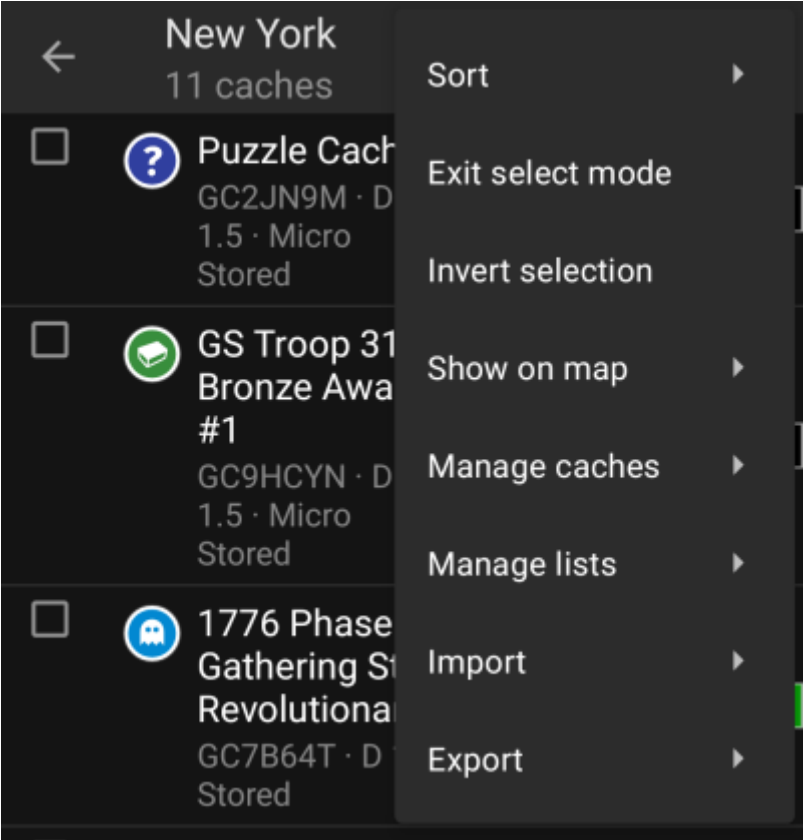 New York
11 caches
Puzzle Cach
GC2JN9M · D
1.5 · Micro
Stored
GS Troop 31
Bronze Awa
#1
GC9HCYN · D
1.5 · Micro
Stored
1776 Phase
Gathering St
Revolutiona
GC7B64T · D
Stored
Sort
Exit select mode
Invert selection
Show on map
Manage caches
Manage lists
Import
Export